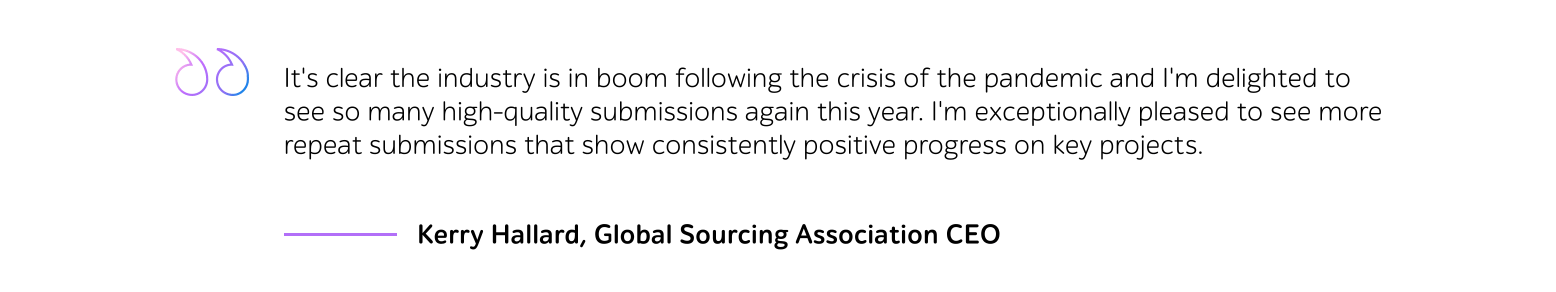 It's clear the industry is in boom following the crisis of the pandemic and I'm delighted to
see so many high-quality submissions again this year. I'm exceptionally pleased to see more
repeat submissions that show consistently positive progress on key projects.
Kerry Hallard, Global Sourcing Association CEO